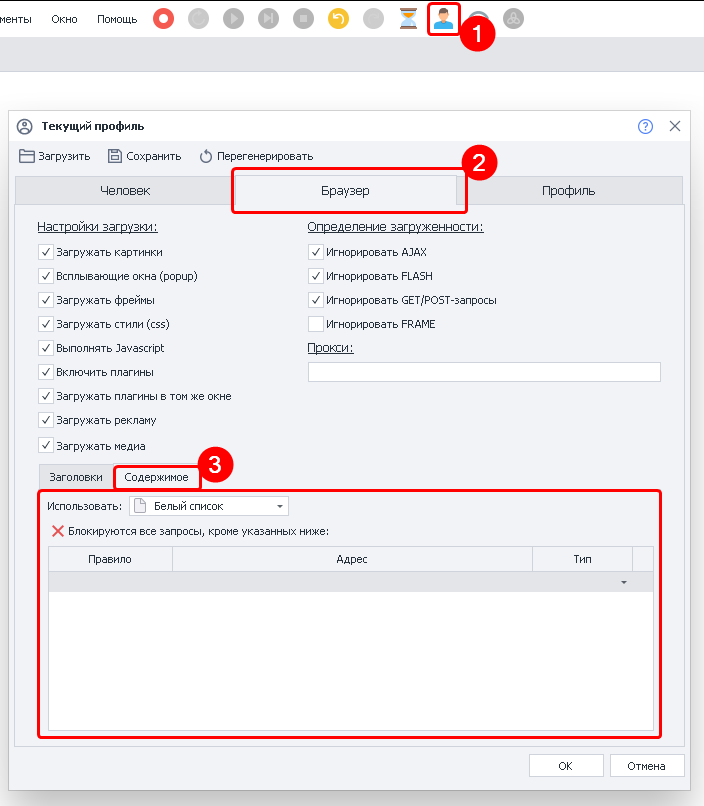 менты Окно Помощь
1
Текущий профиль ?
Загрузить Сохранить Перегенерировать
2
Человек Браузер Профиль
Настройки загрузки: Определение загруженности:
Загружать картинки Игнорировать AJAX
Всплывающие окна (popup) Игнорировать FLASH
Загружать фреймы Игнорировать GET/POST-запросы
Загружать стили (css) Игнорировать FRAME
Выполнять Javascript Прокси:
Включить плагины
Загружать плагины в том же окне
Загружать рекламу
Загружать медиа
3
Заголовки Содержимое
Использовать: Белый список
Блокируются все запросы, кроме указанных ниже:
Правило Адрес Тип
OK Отмена